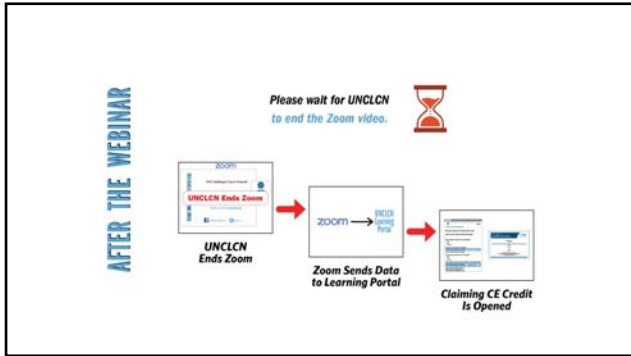 AFTER THE WEBINAR
Please wait for UNCLCN
to end the Zoom video.
zoom
UNCLCN Ends Zoom
UNCLCN
Ends Zoom
zoom
UNCLCN
Learning
Portal
Zoom Sends Data
to Learning Portal
Claiming CE Credit
Is Opened